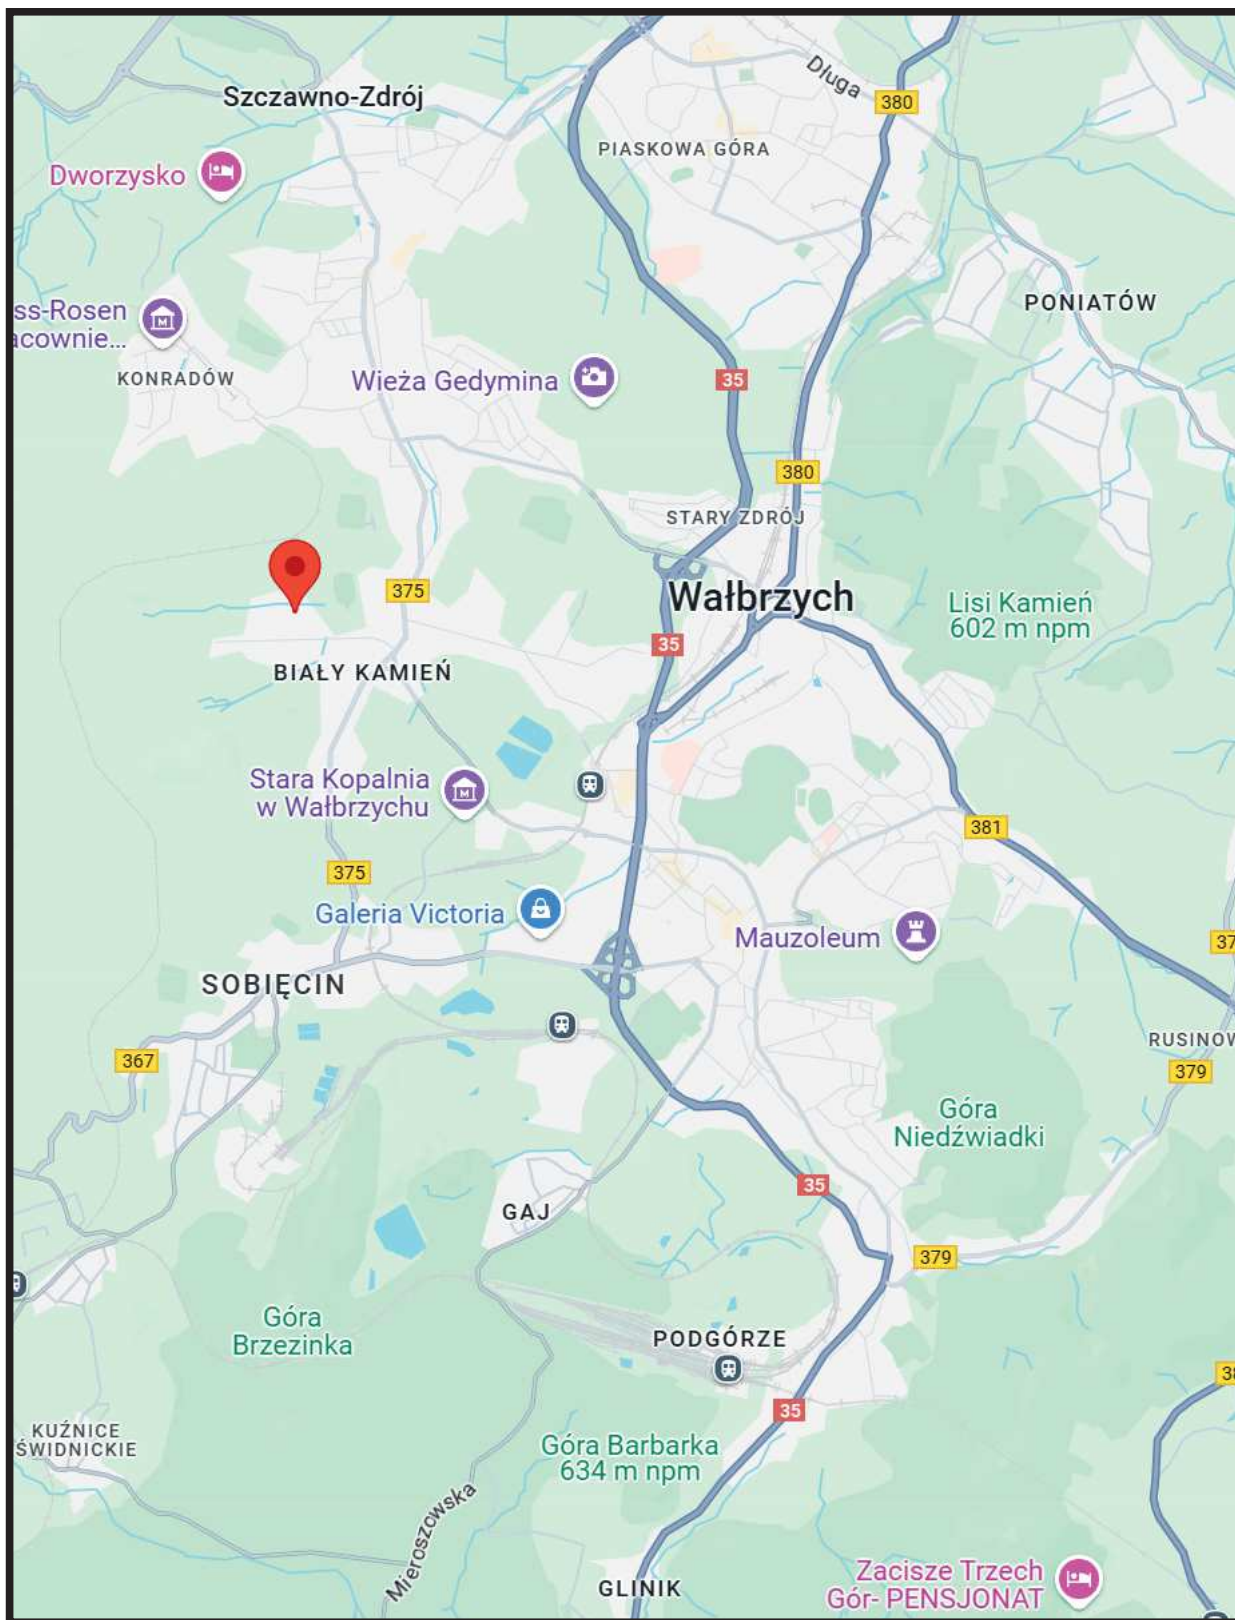 Długa
Szczawno-Zdrój
380
PIASKOWA GÓRA
Dworzysko
PONIATÓW
ss-Rosen
acownie...
KONRADÓW
Wieża Gedymina
35
380
STARY ZDRÓJ
375
Wałbrzych
Lisi Kamień
602 m npm
35
BIAŁY KAMIEŃ
Stara Kopalnia
w Wałbrzychu
381
375
Galeria Victoria
Mauzoleum
37
SOBIĘCIN
RUSINOW
367
379
Góra
Niedźwiadki
35
GAJ
379
Góra
Brzezinka
PODGÓRZE
38
35
KUŹNICE
ŚWIDNICKIE
Góra Barbarka
634 m npm
Mieroszowska
Zacisze Trzech
Gór- PENSJONAT
GLINIK